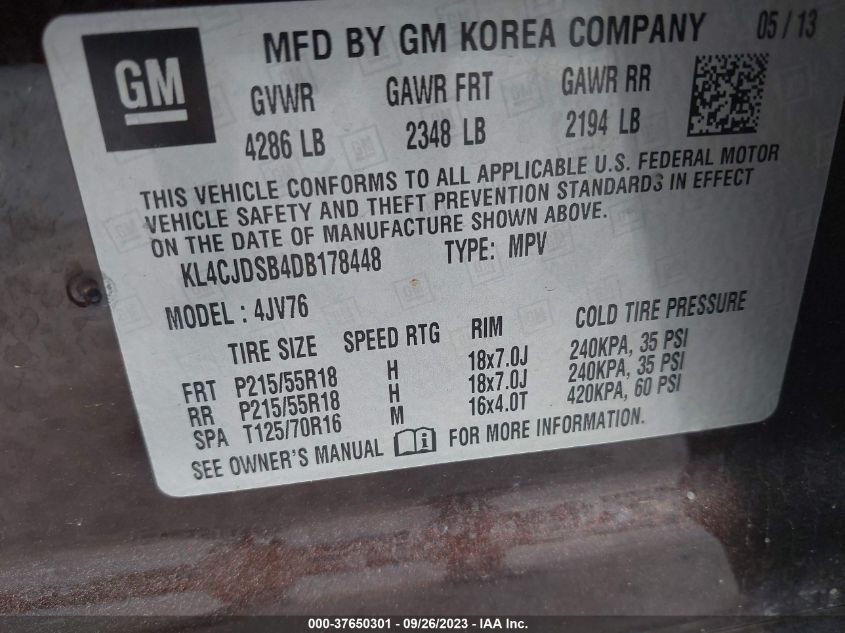 GM
MFD BY GM KOREA COMPANY 05 / 13
GVWR GAWR FRT GAWR RR
4286 LB 2348 LB 2194 LB
THIS VEHICLE CONFORMS TO ALL APPLICABLE U.S. FEDERAL MOTOR
VEHICLE SAFETY AND THEFT PREVENTION STANDARDS IN EFFECT
ON THE DATE OF MANUFACTURE SHOWN ABOVE.
KL4CJDSB4DB178448 TYPE: MPV
MODEL : 4JV76
TIRE SIZE SPEED RTG RIM COLD TIRE PRESSURE
FRT P215/55R18 H 18x7.0J 240KPA, 35 PSI
RR P215/55R18 H 18x7.0J 240KPA, 35 PSI
SPA T125/70R16 M 16x4.0T 420KPA, 60 PSI
SEE OWNER'S MANUAL i FOR MORE INFORMATION.
000-37650301 / 09/26/2023 - IAA Inc.